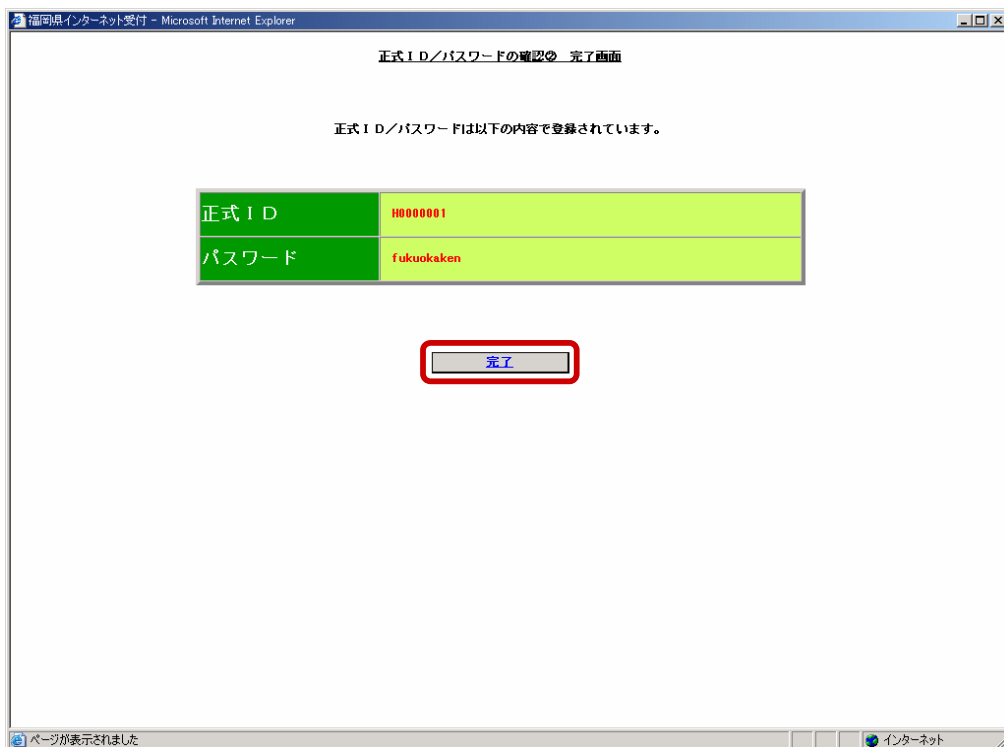 福岡県インターネット受付 - Microsoft Internet Explorer
正式ＩＤ／パスワードの確認② 完了画面
正式ＩＤ／パスワードは以下の内容で登録されています。
正式ＩＤ H0000001
パスワード fukuokaken
完了
ページが表示されました インターネット